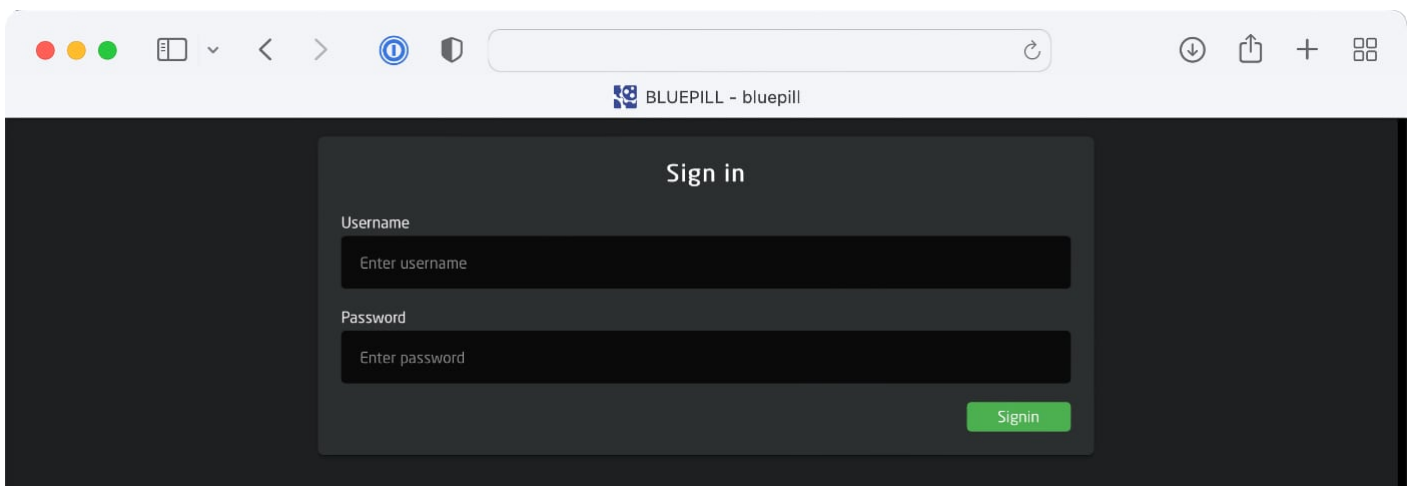 BLUEPILL - bluepill
Sign in
Username
Enter username
Password
Enter password
Signin